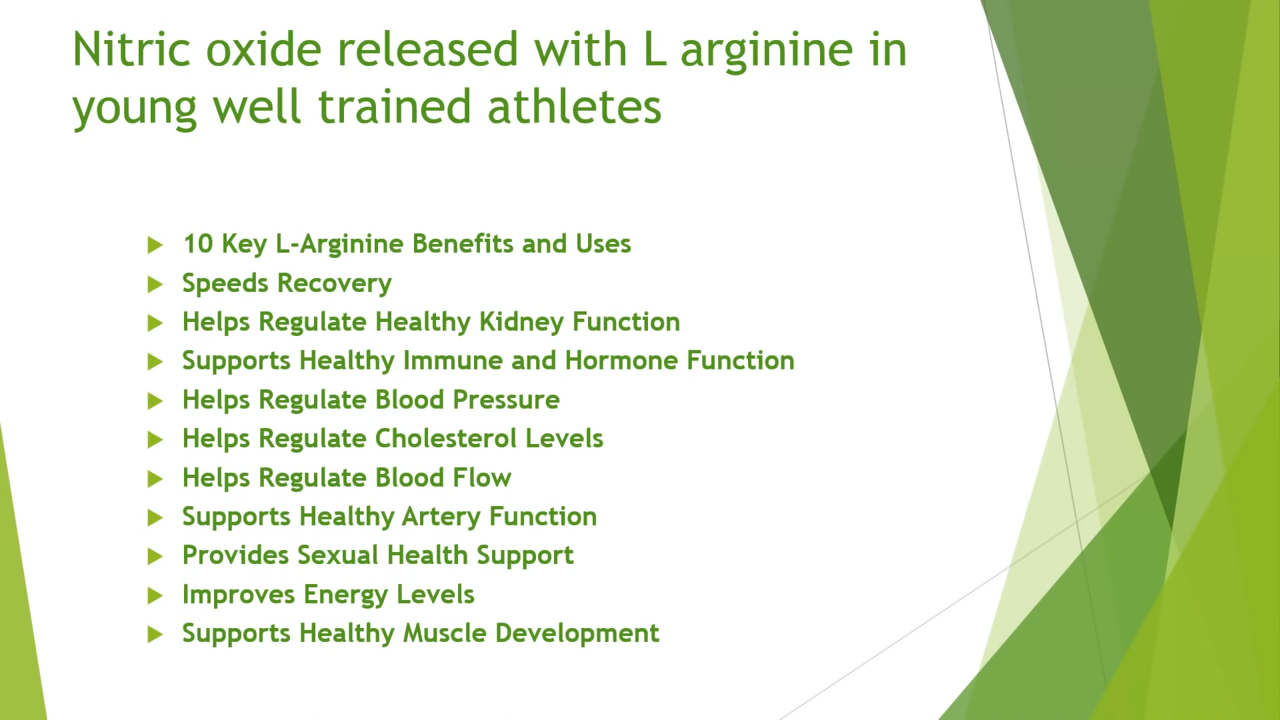 Nitric oxide released with L arginine in
young well trained athletes
10 Key L-Arginine Benefits and Uses
Speeds Recovery
Helps Regulate Healthy Kidney Function
Supports Healthy Immune and Hormone Function
Helps Regulate Blood Pressure
Helps Regulate Cholesterol Levels
Helps Regulate Blood Flow
Supports Healthy Artery Function
Provides Sexual Health Support
Improves Energy Levels
Supports Healthy Muscle Development